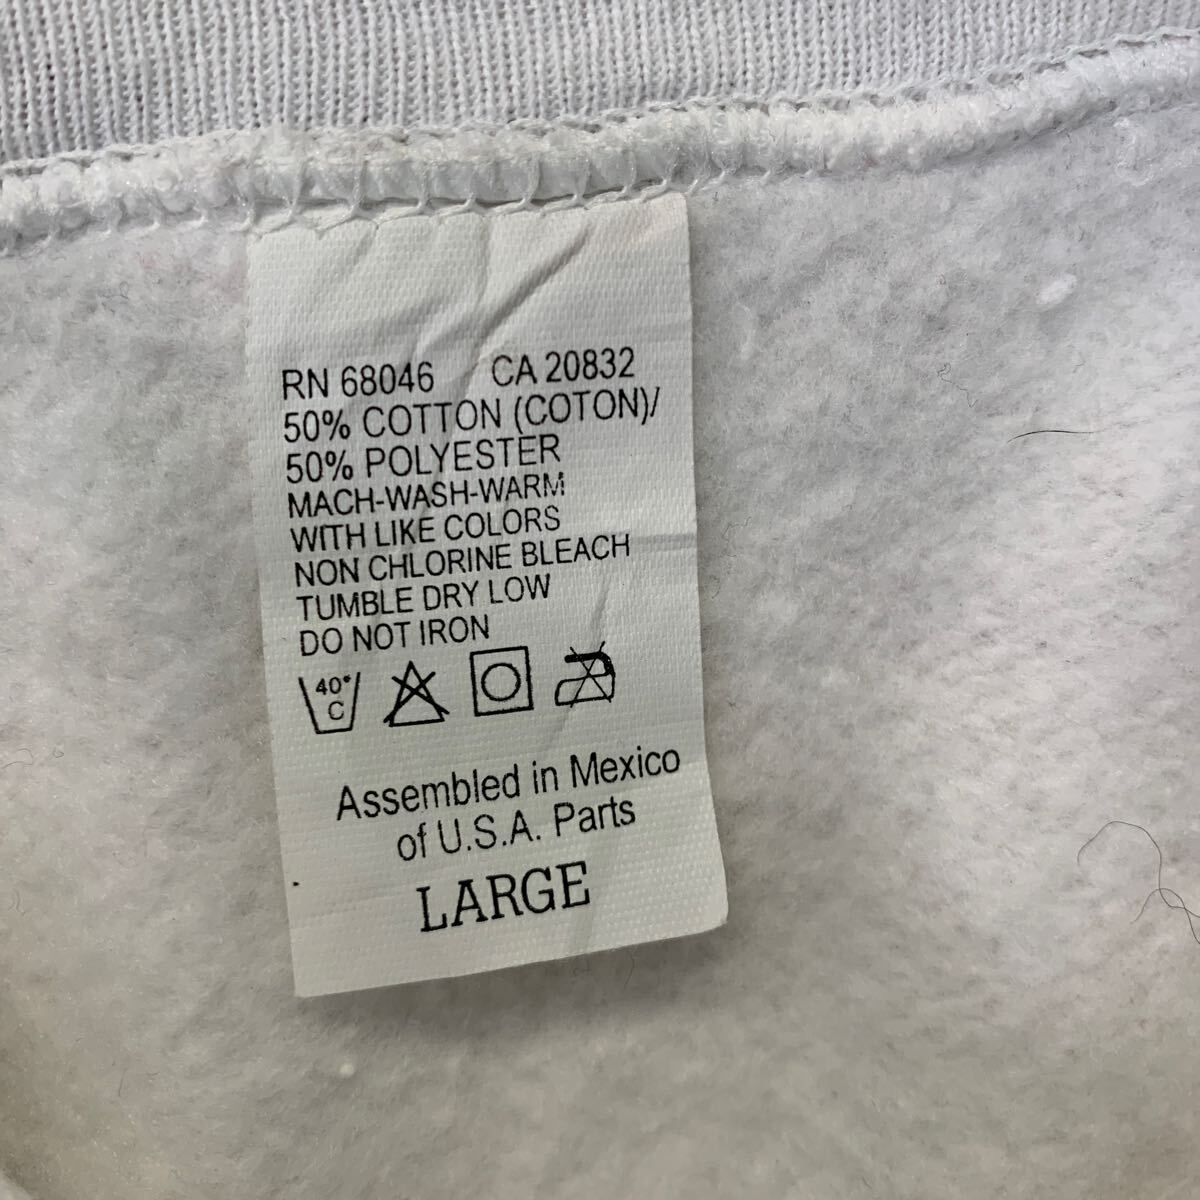 RN 68046 CA 20832
50% COTTON (COTON)/
50% POLYESTER
MACH-WASH-WARM
WITH LIKE COLORS
NON CHLORINE BLEACH
TUMBLE DRY LOW
DO NOT IRON
40°
C
Assembled in Mexico
of U.S.A. Parts
LARGE